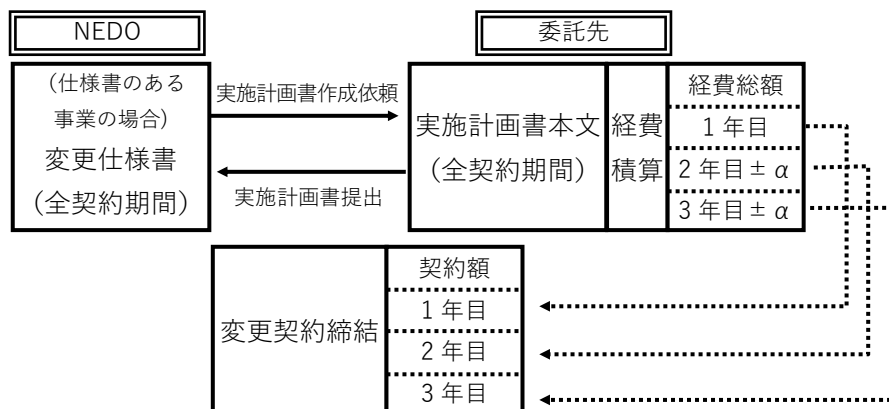 NEDO
委託先
(仕様書のある
事業の場合)
変更仕様書
(全契約期間)
実施計画書作成依頼
実施計画書提出
実施計画書本文
(全契約期間)
経費
積算
経費総額
1 年目
2 年目± α
3 年目± α
変更契約締結
契約額
1 年目
2 年目
3 年目